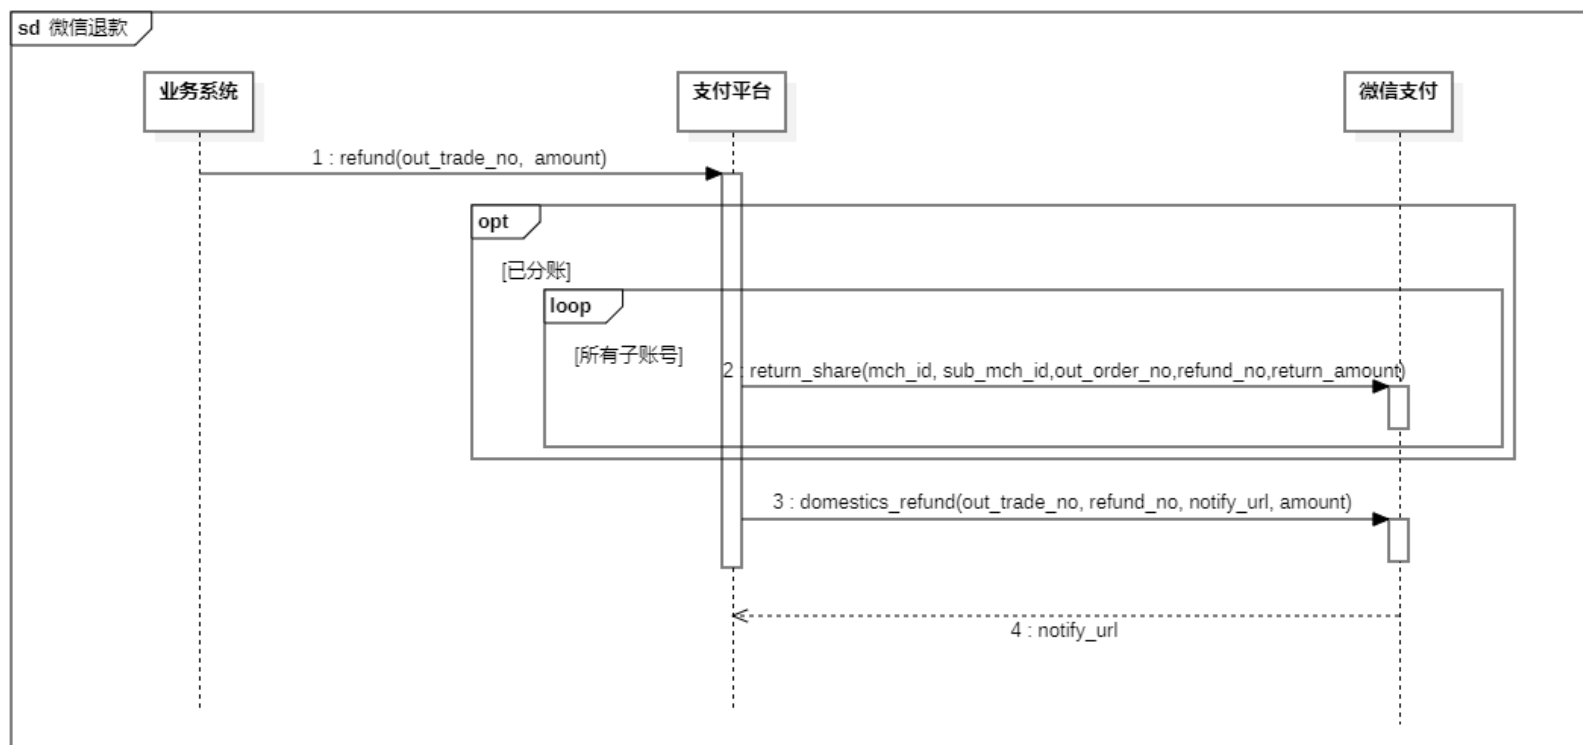 sd 微信退款
业务系统
支付平台
微信支付
1 : refund(out_trade_no,  amount)
opt
[已分账]
loop
[所有子账号]
2 : return_share(mch_id, sub_mch_id,out_order_no,refund_no,return_amount)
3 : domestics_refund(out_trade_no, refund_no, notify_url, amount)
4 : notify_url